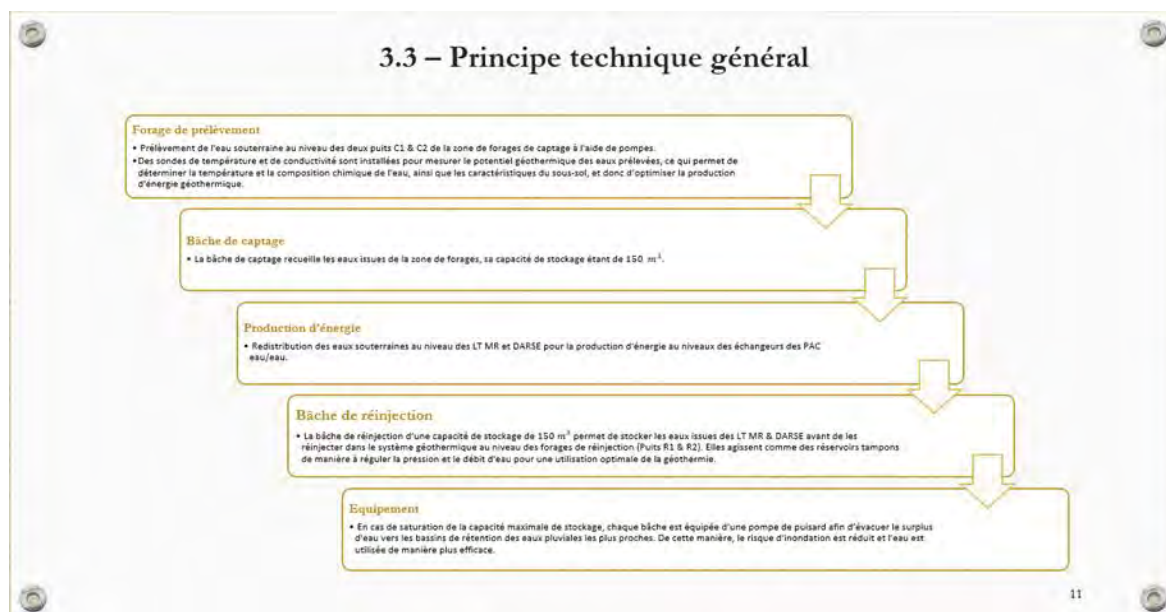 3.3 – Principe technique général
Forage de prélèvement
• Prélèvement de l'eau souterraine au niveau des deux puits C1 & C2 de la zone de forages de captage à l'aide de pompes.
•Des sondes de température et de conductivité sont installées pour mesurer le potentiel géothermique des eaux prélevées, ce qui permet de
déterminer la température et la composition chimique de l'eau, ainsi que les caractéristiques du sous-sol, et donc d'optimiser la production
d'énergie géothermique.
Bâche de captage
• La bâche de captage recueille les eaux issues de la zone de forages, sa capacité de stockage étant de 150 m³.
Production d'énergie
• Redistribution des eaux souterraines au niveau des LT MR et DARSE pour la production d'énergie au niveaux des échangeurs des PAC
eau/eau.
Bâche de réinjection
• La bâche de réinjection d'une capacité de stockage de 150 m³ permet de stocker les eaux issues des LT MR & DARSE avant de les
réinjecter dans le système géothermique au niveau des forages de réinjection (Puits R1 & R2). Elles agissent comme des réservoirs tampons
de manière à réguler la pression et le débit d'eau pour une utilisation optimale de la géothermie.
Equipement
• En cas de saturation de la capacité maximale de stockage, chaque bâche est équipée d'une pompe de puisard afin d'évacuer le surplus
d'eau vers les bassins de rétention des eaux pluviales les plus proches. De cette manière, le risque d'inondation est réduit et l'eau est
utilisée de manière plus efficace.
11